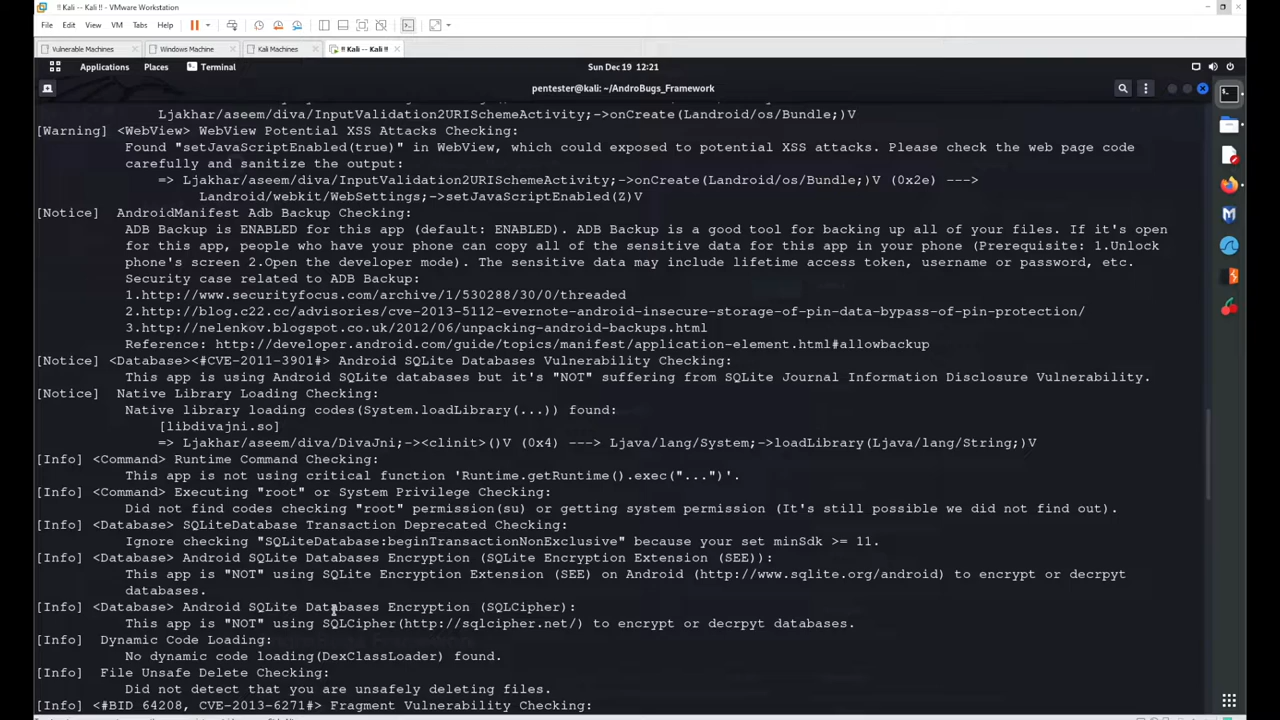 !! Kali -- Kali !! - VMware Workstation
File Edit View VM Tabs Help
Vulnerable Machines Windows Machine Kali Machines !! Kali -- Kali !!
Applications Places Terminal Sun Dec 19 12:21
pentester@kali: ~/AndroBugs_Framework
Ljakhar/aseem/diva/InputValidation2URISchemeActivity;->onCreate(Landroid/os/Bundle;)V
[Warning] <WebView> WebView Potential XSS Attacks Checking:
Found "setJavaScriptEnabled(true)" in WebView, which could exposed to potential XSS attacks. Please check the web page code
carefully and sanitize the output:
=> Ljakhar/aseem/diva/InputValidation2URISchemeActivity;->onCreate(Landroid/os/Bundle;)V (0x2e) --->
Landroid/webkit/WebSettings;->setJavaScriptEnabled(Z)V
[Notice] AndroidManifest Adb Backup Checking:
ADB Backup is ENABLED for this app (default: ENABLED). ADB Backup is a good tool for backing up all of your files. If it's open
for this app, people who have your phone can copy all of the sensitive data for this app in your phone (Prerequisite: 1.Unlock
phone's screen 2.Open the developer mode). The sensitive data may include lifetime access token, username or password, etc.
Security case related to ADB Backup:
1.http://www.securityfocus.com/archive/1/530288/30/0/threaded
2.http://blog.c22.cc/advisories/cve-2013-5112-evernote-android-insecure-storage-of-pin-data-bypass-of-pin-protection/
3.http://nelenkov.blogspot.co.uk/2012/06/unpacking-android-backups.html
Reference: http://developer.android.com/guide/topics/manifest/application-element.html#allowbackup
[Notice] <Database><#CVE-2011-3901#> Android SQLite Databases Vulnerability Checking:
This app is using Android SQLite databases but it's "NOT" suffering from SQLite Journal Information Disclosure Vulnerability.
[Notice] Native Library Loading Checking:
Native library loading codes(System.loadLibrary(...)) found:
[libdivajni.so]
=> Ljakhar/aseem/diva/DivaJni;-><clinit>()V (0x4) ---> Ljava/lang/System;->loadLibrary(Ljava/lang/String;)V
[Info] <Command> Runtime Command Checking:
This app is not using critical function 'Runtime.getRuntime().exec("...")'.
[Info] <Command> Executing "root" or System Privilege Checking:
Did not find codes checking "root" permission(su) or getting system permission (It's still possible we did not find out).
[Info] <Database> SQLiteDatabase Transaction Deprecated Checking:
Ignore checking "SQLiteDatabase:beginTransactionNonExclusive" because your set minSdk >= 11.
[Info] <Database> Android SQLite Databases Encryption (SQLite Encryption Extension (SEE)):
This app is "NOT" using SQLite Encryption Extension (SEE) on Android (http://www.sqlite.org/android) to encrypt or decrpyt
databases.
[Info] <Database> Android SQLite Databases Encryption (SQLCipher):
This app is "NOT" using SQLCipher(http://sqlcipher.net/) to encrypt or decrpyt databases.
[Info] Dynamic Code Loading:
No dynamic code loading(DexClassLoader) found.
[Info] File Unsafe Delete Checking:
Did not detect that you are unsafely deleting files.
[Info] <#BID 64208, CVE-2013-6271#> Fragment Vulnerability Checking: